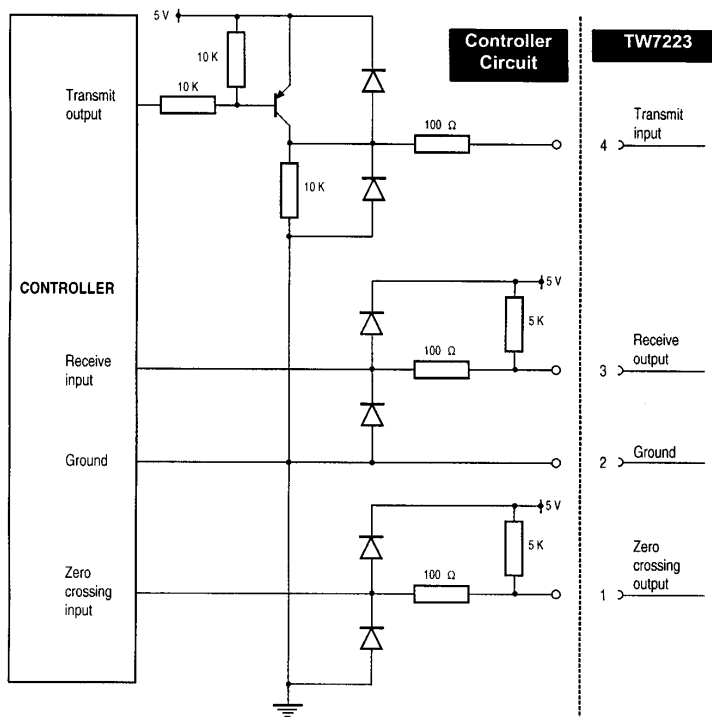 5 V
Controller
Circuit
TW7223
10 K
10 K
Transmit
output
100 Ω
Transmit
input
4
10 K
CONTROLLER
5 V
5 K
Receive
input
100 Ω
Receive
output
3
Ground
2
Ground
5 V
5 K
Zero
crossing
input
100 Ω
Zero
crossing
output
1